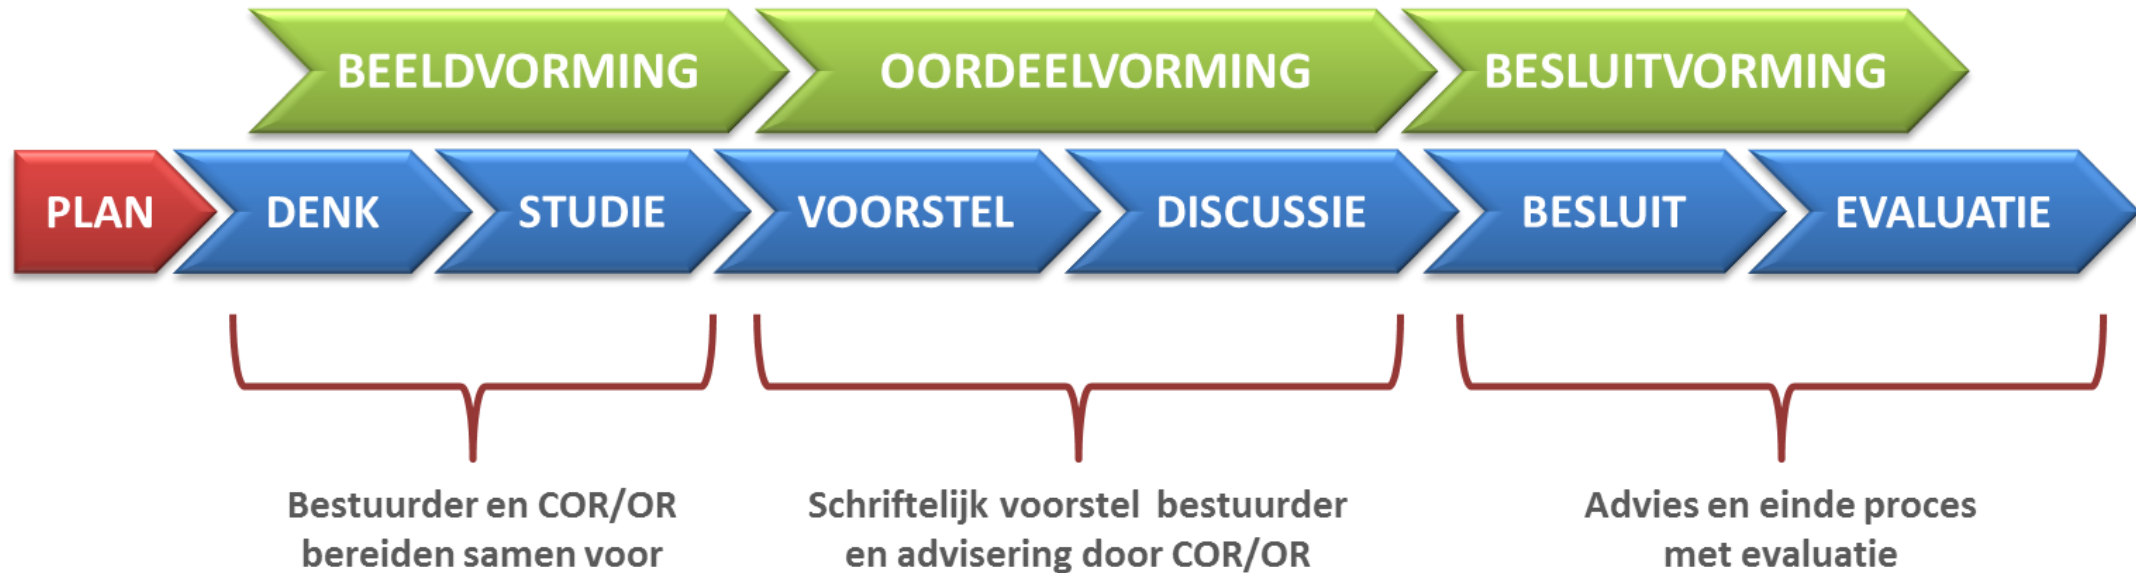 BEELDVORMING OORDEELVORMING BESLUITVORMING
PLAN DENK STUDIE VOORSTEL DISCUSSIE BESLUIT EVALUATIE
Bestuurder en COR/OR
bereiden samen voor
Schriftelijk voorstel bestuurder
en advisering door COR/OR
Advies en einde proces
met evaluatie